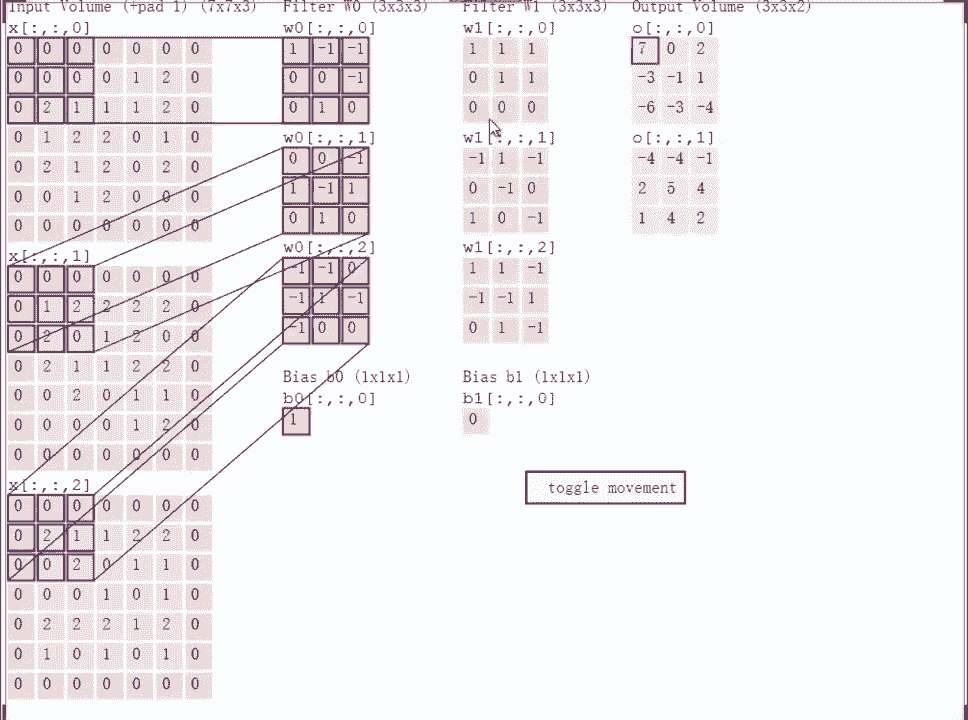 Input Volume (+pad 1) (7x7x3)
x[:,:,0]
0 0 0 0 0 0 0
0 0 0 0 1 2 0
0 2 1 1 1 2 0
0 1 2 2 0 1 0
0 2 1 2 0 2 0
0 0 1 2 0 0 0
0 0 0 0 0 0 0
x[:,:,1]
0 0 0 0 0 0 0
0 1 2 2 2 2 0
0 2 0 1 2 0 0
0 2 1 1 2 2 0
0 0 2 0 1 1 0
0 0 0 0 1 2 0
0 0 0 0 0 0 0
x[:,:,2]
0 0 0 0 0 0 0
0 2 1 1 2 2 0
0 0 2 0 1 1 0
0 0 0 1 0 1 0
0 2 2 2 1 2 0
0 1 0 1 0 1 0
0 0 0 0 0 0 0
Filter W0 (3x3x3)
w0[:,:,0]
1 -1 -1
0 0 -1
0 1 0
w0[:,:,1]
0 0 -1
1 -1 1
0 1 0
w0[:,:,2]
-1 -1 0
-1 1 -1
-1 0 0
Bias b0 (1x1x1)
b0[:,:,0]
1
Filter W1 (3x3x3)
w1[:,:,0]
1 1 1
0 1 1
0 0 0
w1[:,:,1]
-1 1 -1
0 -1 0
1 0 -1
w1[:,:,2]
1 1 -1
-1 -1 1
0 1 -1
Bias b1 (1x1x1)
b1[:,:,0]
0
Output Volume (3x3x2)
o[:,:,0]
7 0 2
-3 -1 1
-6 -3 -4
o[:,:,1]
-4 -4 -1
2 5 4
1 4 2
toggle movement